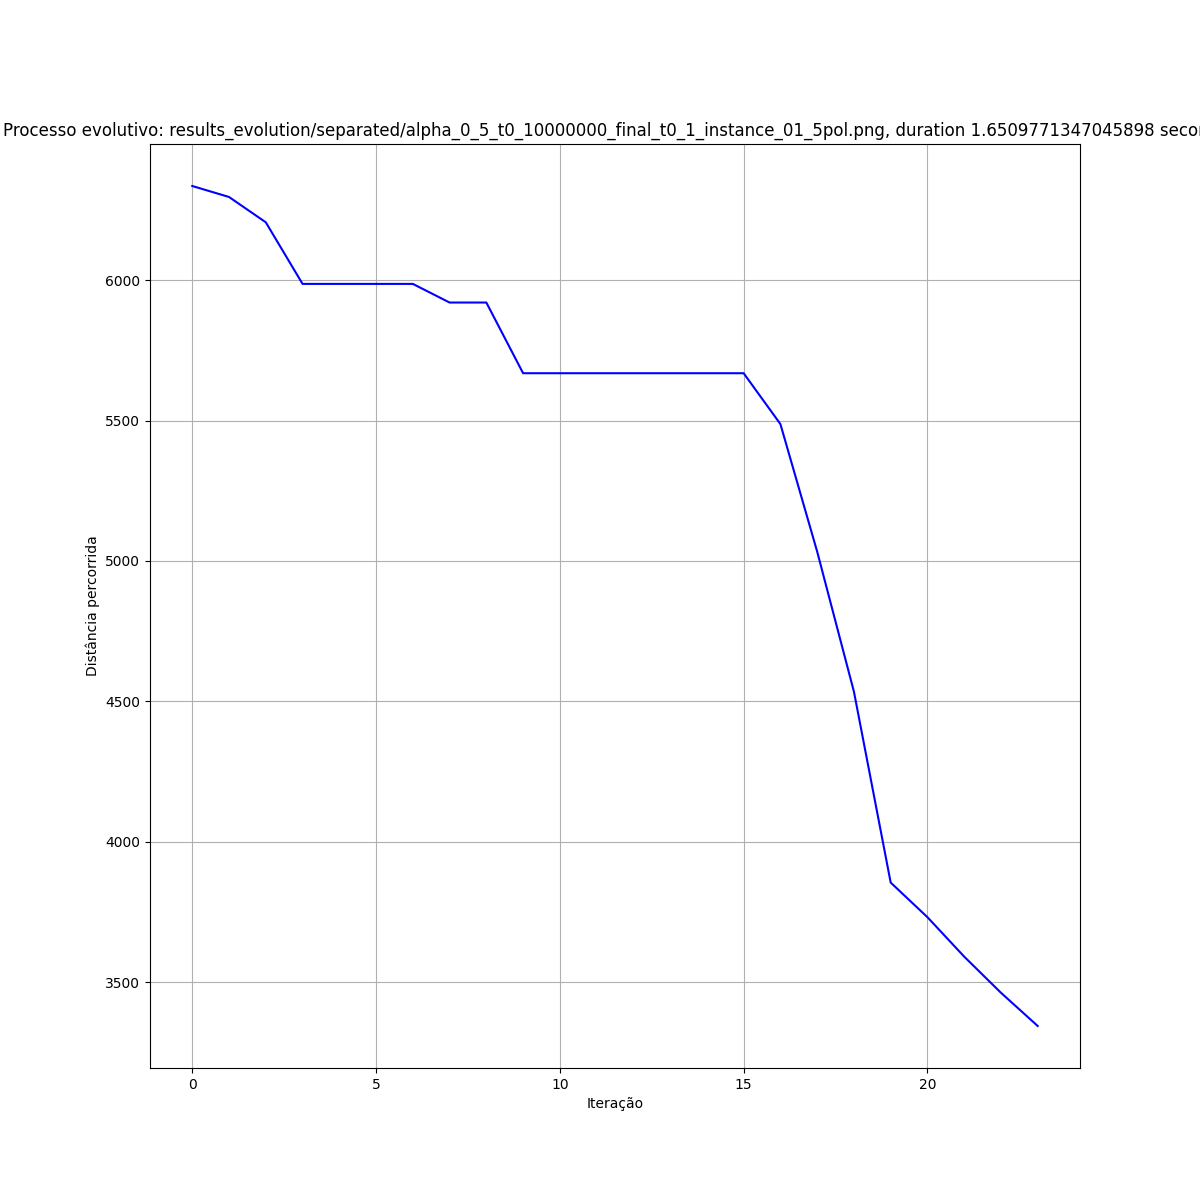 Processo evolutivo: results_evolution/separated/alpha_0_5_t0_10000000_final_t0_1_instance_01_5pol.png, duration 1.6509771347045898
6000
5500
5000
4500
4000
3500
Distância percorrida
0 5 10 15 20
Iteração